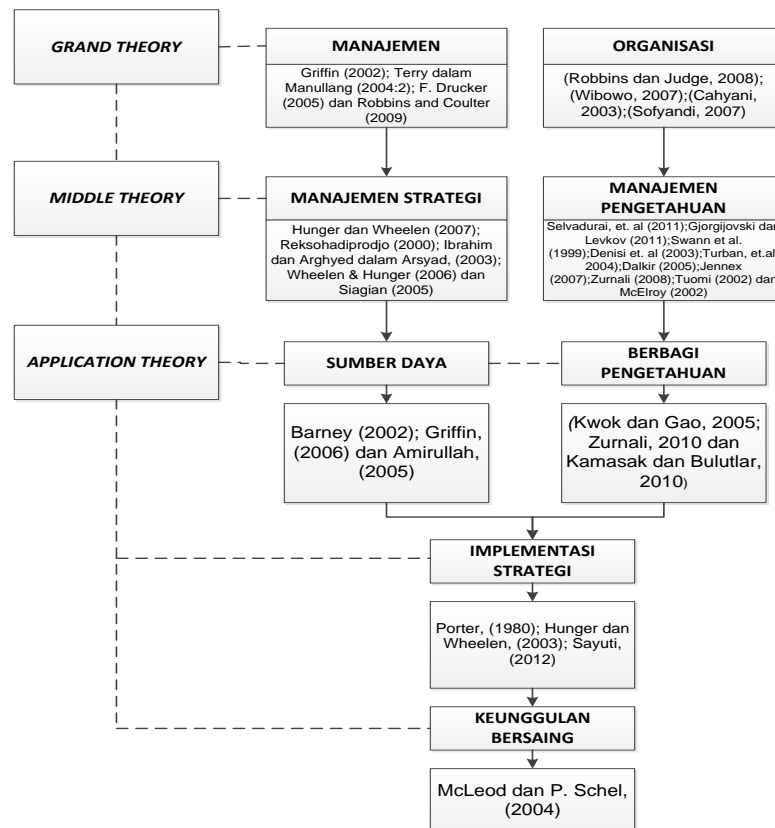 GRAND THEORY
MANAJEMEN
Griffin (2002); Terry dalam
Manullang (2004:2); F. Drucker
(2005) dan Robbins and Coulter
(2009)
ORGANISASI
(Robbins dan Judge, 2008);
(Wibowo, 2007);(Cahyani,
2003);(Sofyandi, 2007)
MIDDLE THEORY
MANAJEMEN STRATEGI
Hunger dan Wheelen (2007);
Reksohadiprodjo (2000); Ibrahim
dan Arghyed dalam Arsyad, (2003);
Wheelen & Hunger (2006) dan
Siagian (2005)
MANAJEMEN
PENGETAHUAN
Selvadurai, et. al (2011);Gjorgijovski dan
Levkov (2011);Swann et al.
(1999);Denisi et. al (2003);Turban, et.al
2004);Dalkir (2005);Jennex
(2007);Zurnali (2008);Tuomi (2002) dan
McElroy (2002)
APPLICATION THEORY
SUMBER DAYA
Barney (2002); Griffin,
(2006) dan Amirullah,
(2005)
BERBAGI
PENGETAHUAN
(Kwok dan Gao, 2005;
Zurnali, 2010 dan
Kamasak dan Bulutlar,
2010)
IMPLEMENTASI
STRATEGI
Porter, (1980); Hunger dan
Wheelen, (2003); Sayuti,
(2012)
KEUNGGULAN
BERSAING
McLeod dan P. Schel,
(2004)